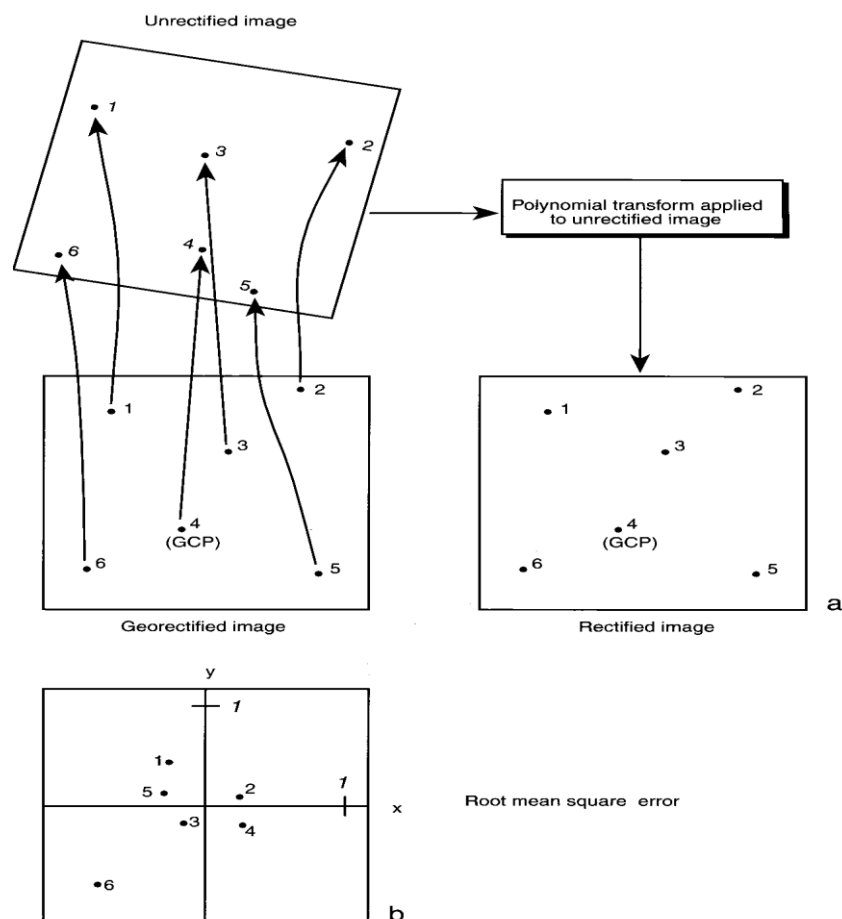 Unrectified image
1
2
3
4
5
6
Polynomial transform applied
to unrectified image
1
2
3
4
(GCP)
5
6
Georectified image
1
2
3
4
(GCP)
5
6
Rectified image
a
y
1
1
x
1
2
3
4
5
6
Root mean square error
b